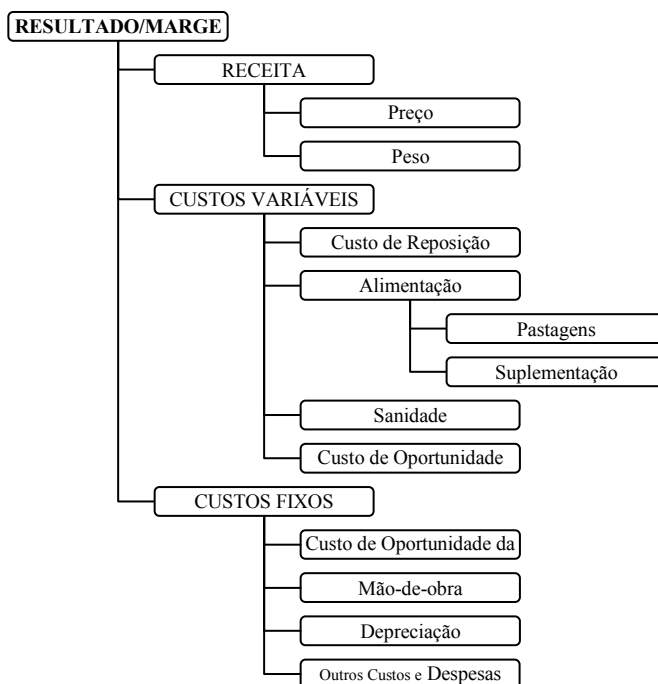 RESULTADO/MARGE
RECEITA
Preço
Peso
CUSTOS VARIÁVEIS
Custo de Reposição
Alimentação
Pastagens
Suplementação
Sanidade
Custo de Oportunidade
CUSTOS FIXOS
Custo de Oportunidade da
Mão-de-obra
Depreciação
Outros Custos e Despesas